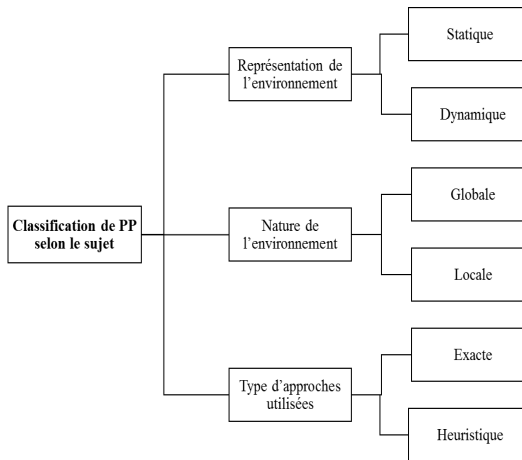 Classification de PP
selon le sujet
Représentation de
l'environnement
Statique
Dynamique
Nature de
l'environnement
Globale
Locale
Type d'approches
utilisées
Exacte
Heuristique